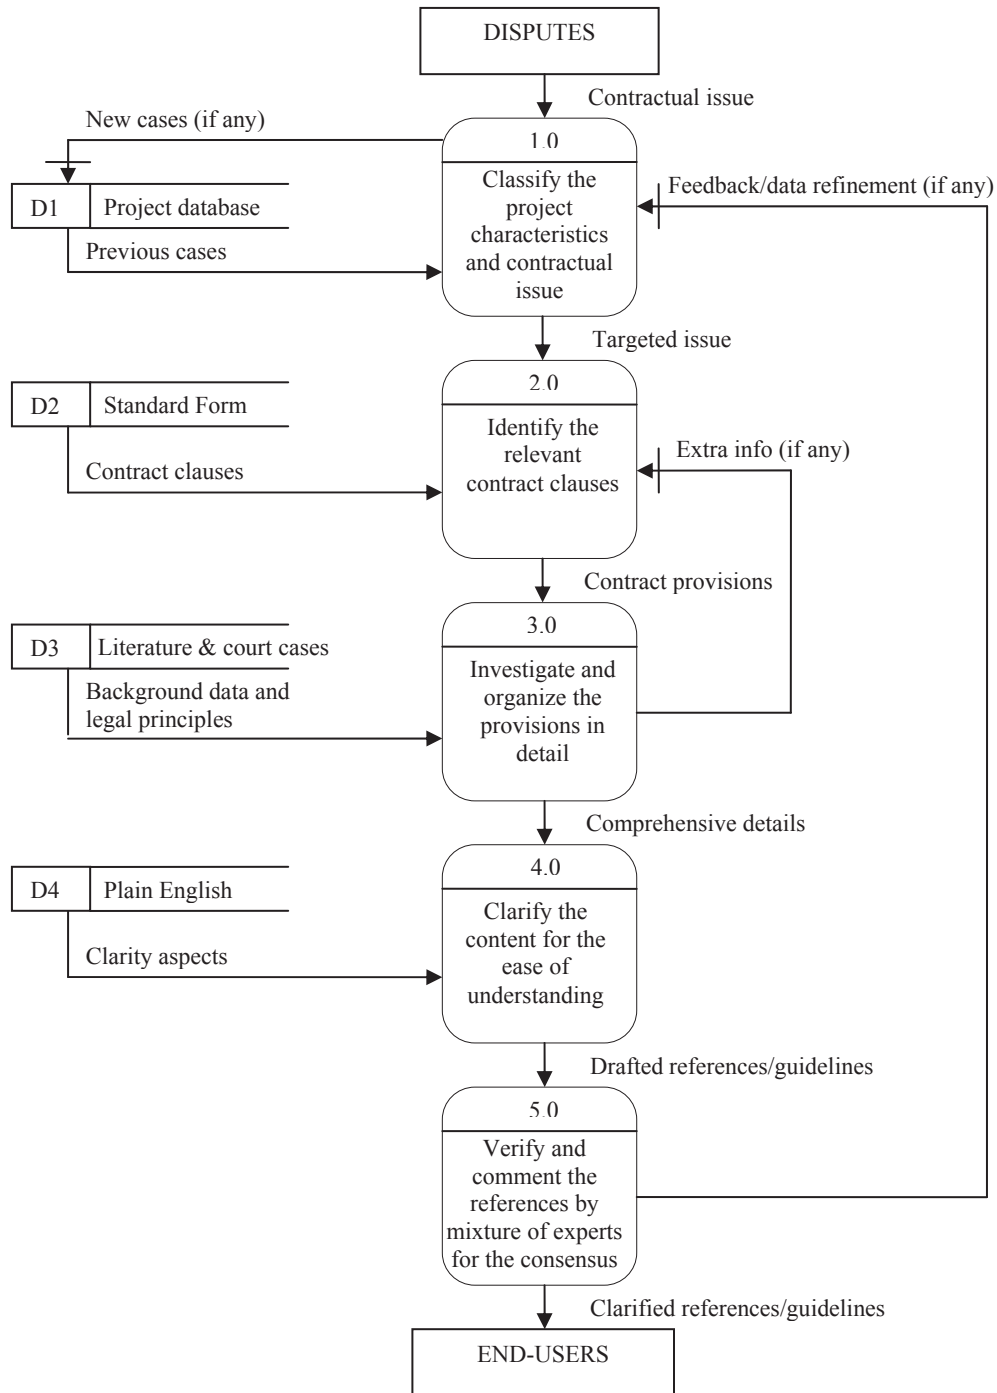 DISPUTES
Contractual issue
New cases (if any)
1.0
Classify the
project
characteristics
and contractual
issue
Feedback/data refinement (if any)
D1 Project database
Previous cases
Targeted issue
2.0
D2 Standard Form
Identify the
relevant
contract clauses
Extra info (if any)
Contract clauses
Contract provisions
3.0
D3 Literature & court cases
Investigate and
organize the
provisions in
detail
Background data and
legal principles
Comprehensive details
4.0
D4 Plain English
Clarify the
content for the
ease of
understanding
Clarity aspects
Drafted references/guidelines
5.0
Verify and
comment the
references by
mixture of experts
for the consensus
Clarified references/guidelines
END-USERS